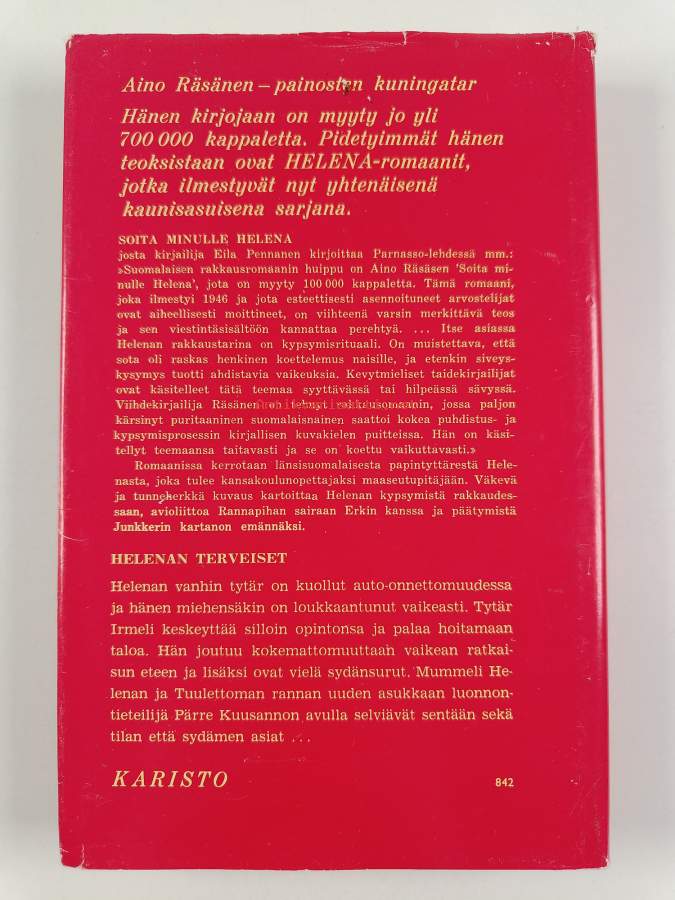 Aino Räsänen – painosten kuningatar
Hänen kirjojaan on myyty jo yli
700 000 kappaletta. Pidetyimmät hänen
teoksistaan ovat HELENA-romaanit,
jotka ilmestyvät nyt yhtenäisenä
kaunisasuisena sarjana.
SOITA MINULLE HELENA
josta kirjailija Eila Pennanen kirjoittaa Parnasso-lehdessä mm.:
»Suomalaisen rakkausromaanin huippu on Aino Räsäsen 'Soita mi-
nulle Helena', jota on myyty 100 000 kappaletta. Tämä romaani,
joka ilmestyi 1946 ja jota esteettisesti asennoituneet arvostelijat
ovat aiheellisesti moittineet, on viihteenä varsin merkittävä teos
ja sen viestintäsisältöön kannattaa perehtyä. ... Itse asiassa
Helenan rakkaustarina on kypsymisrituaali. On muistettava, että
sota oli raskas henkinen koettelemus naisille, ja etenkin siveys-
kysymys tuotti ahdistavia vaikeuksia. Kevytmieliset taidekirjailijat
ovat käsitelleet tätä teemaa syyttävässä tai hilpeässä sävyssä.
Viihdekirjailija Räsänen on tehnyt rakkausromaanin, jossa paljon
kärsinyt puritaaninen suomalaisnainen saattoi kokea puhdistus- ja
kypsymisprosessin kirjallisen kuvakielen puitteissa. Hän on käsi-
tellyt teemaansa taitavasti ja se on koettu vaikuttavasti.»
Romaanissa kerrotaan länsisuomalaisesta papintyttärestä Hele-
nasta, joka tulee kansakoulunopettajaksi maaseutupitäjään. Väkevä
ja tunneherkkä kuvaus kartoittaa Helenan kypsymistä rakkaudes-
saan, avioliittoa Rannapihan sairaan Erkin kanssa ja päätymistä
Junkkerin kartanon emännäksi.
HELENAN TERVEISET
Helenan vanhin tytär on kuollut auto-onnettomuudessa
ja hänen miehensäkin on loukkaantunut vaikeasti. Tytär
Irmeli keskeyttää silloin opintonsa ja palaa hoitamaan
taloa. Hän joutuu kokemattomuuttaan vaikean ratkai-
sun eteen ja lisäksi ovat vielä sydänsurut. Mummeli He-
lenan ja Tuulettoman rannan uuden asukkaan luonnon-
tieteilijä Pärre Kuusannon avulla selviävät sentään sekä
tilan että sydämen asiat ...
KARISTO
842